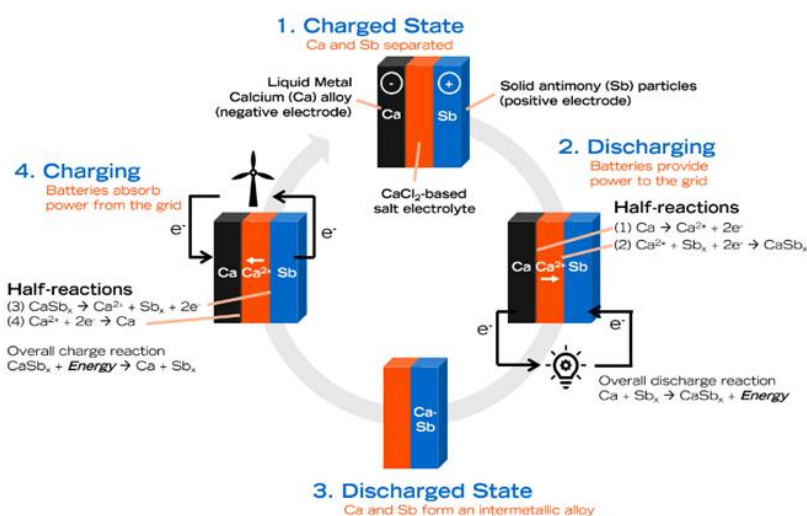 1. Charged State
Ca and Sb separated
Liquid Metal
Calcium (Ca) alloy
(negative electrode)
-
+
Ca
Sb
Solid antimony (Sb) particles
(positive electrode)
CaCl₂-based
salt electrolyte
2. Discharging
Batteries provide
power to the grid
Half-reactions
(1) Ca → Ca²⁺ + 2e⁻
(2) Ca²⁺ + Sbₓ + 2e⁻ → CaSbₓ
Ca Ca²⁺ Sb
e⁻
e⁻
Overall discharge reaction
Ca + Sbₓ → CaSbₓ + Energy
Ca-
Sb
3. Discharged State
Ca and Sb form an intermetallic alloy
4. Charging
Batteries absorb
power from the grid
e⁻
e⁻
Ca Ca²⁺ Sb
Half-reactions
(3) CaSbₓ → Ca²⁺ + Sbₓ + 2e⁻
(4) Ca²⁺ + 2e⁻ → Ca
Overall charge reaction
CaSbₓ + Energy → Ca + Sbₓ